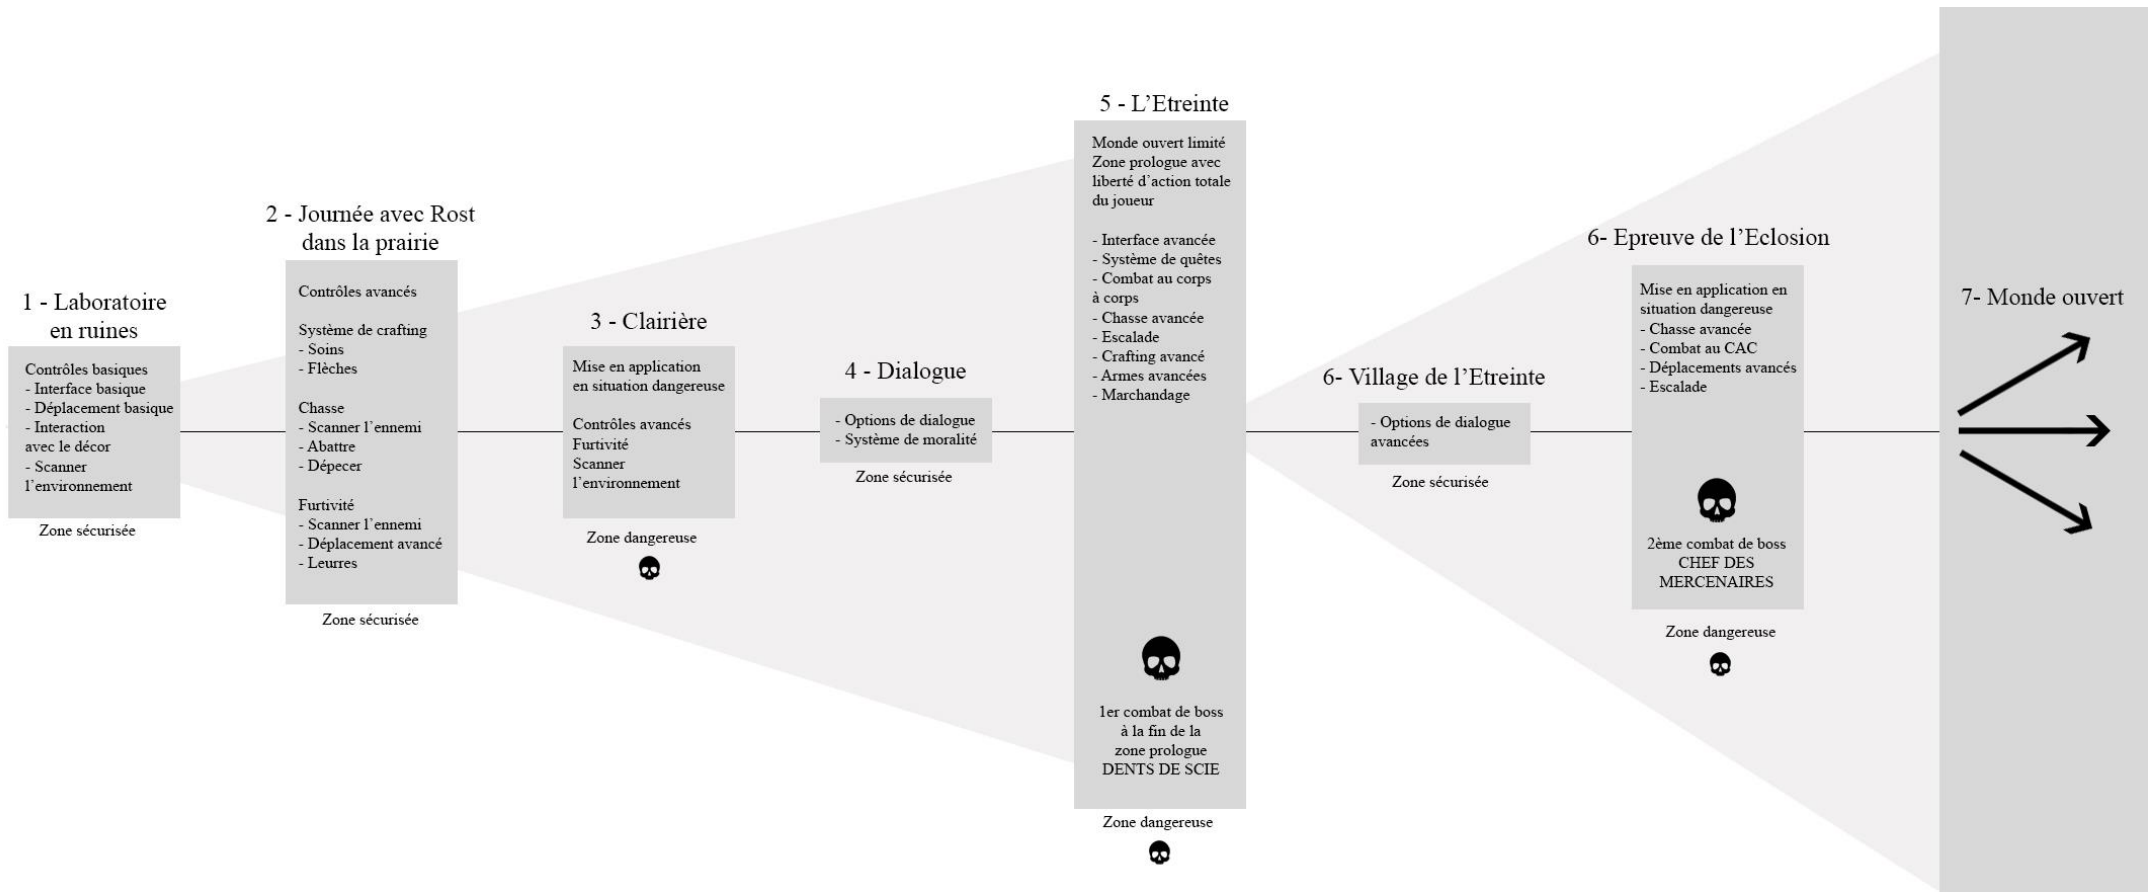 1 - Laboratoire
en ruines
Contrôles basiques
- Interface basique
- Déplacement basique
- Interaction
avec le décor
- Scanner
l'environnement
Zone sécurisée
2 - Journée avec Rost
dans la prairie
Contrôles avancés
Système de crafting
- Soins
- Flèches
Chasse
- Scanner l'ennemi
- Abattre
- Dépecer
Furtivité
- Scanner l'ennemi
- Déplacement avancé
- Leurres
Zone sécurisée
3 - Clairière
Mise en application
en situation dangereuse
Contrôles avancés
Furtivité
Scanner
l'environnement
Zone dangereuse
4 - Dialogue
- Options de dialogue
- Système de moralité
Zone sécurisée
5 - L'Etreinte
Monde ouvert limité
Zone prologue avec
liberté d'action totale
du joueur
- Interface avancée
- Système de quêtes
- Combat au corps
à corps
- Chasse avancée
- Escalade
- Crafting avancé
- Armes avancées
- Marchandage
1er combat de boss
à la fin de la
zone prologue
DENTS DE SCIE
Zone dangereuse
6- Village de l'Etreinte
- Options de dialogue
avancées
Zone sécurisée
6- Epreuve de l'Eclosion
Mise en application en
situation dangereuse
- Chasse avancée
- Combat au CAC
- Déplacements avancés
- Escalade
2ème combat de boss
CHEF DES
MERCENAIRES
Zone dangereuse
7- Monde ouvert